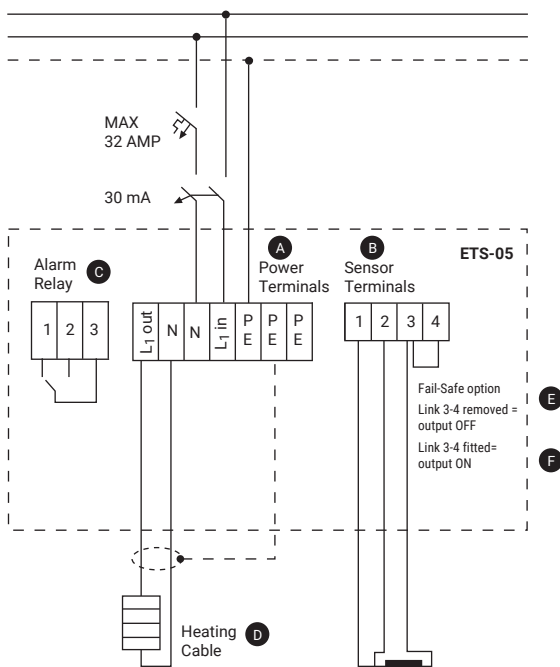 MAX
32 AMP
30 mA
ETS-05
Alarm
Relay
C
A
Power
Terminals
B
Sensor
Terminals
1 2 3
L1 out N N L1 in PE PE PE
1 2 3 4
Fail-Safe option
Link 3-4 removed =
output OFF
E
Link 3-4 fitted=
output ON
F
Heating
Cable
D